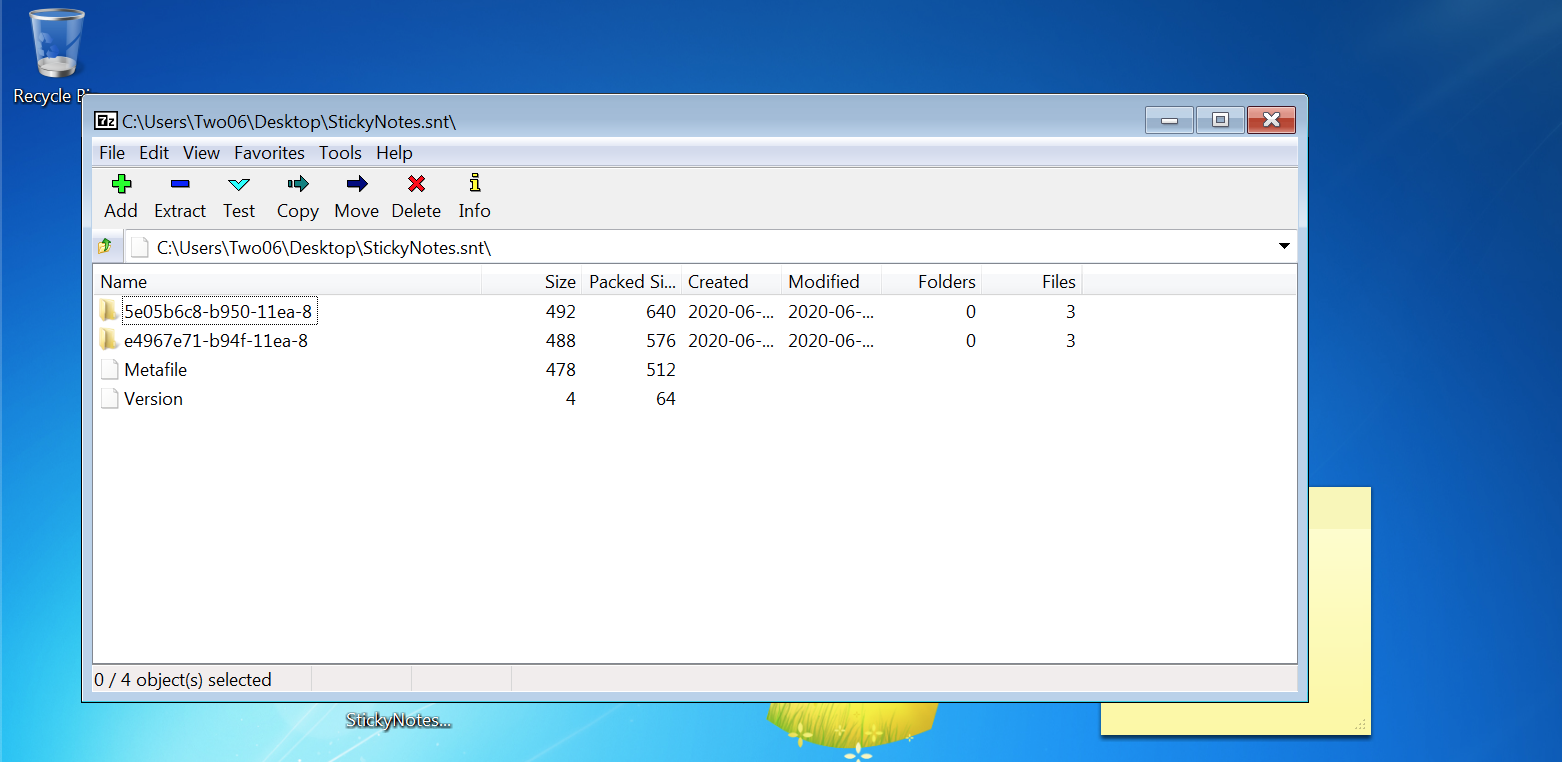 Recycle Bi
7z C:\Users\Two06\Desktop\StickyNotes.snt\
File Edit View Favorites Tools Help
Add Extract Test Copy Move Delete Info
C:\Users\Two06\Desktop\StickyNotes.snt\
Name Size Packed Si... Created Modified Folders Files
5e05b6c8-b950-11ea-8 492 640 2020-06-... 2020-06-... 0 3
e4967e71-b94f-11ea-8 488 576 2020-06-... 2020-06-... 0 3
Metafile 478 512
Version 4 64
0 / 4 object(s) selected
StickyNotes...